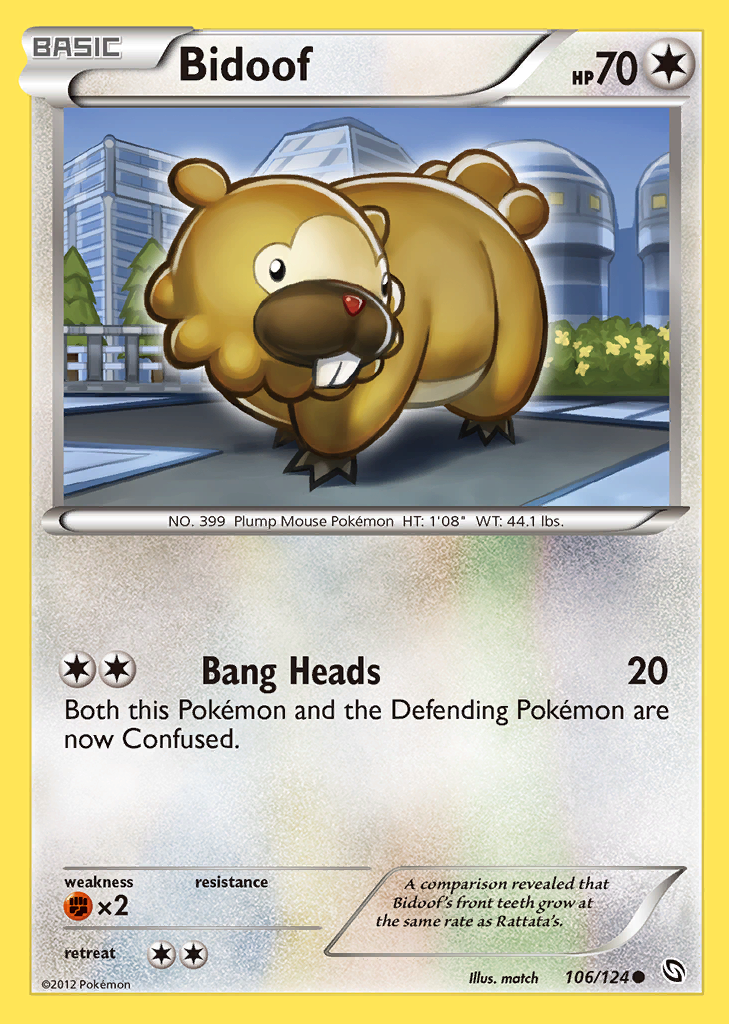 BASIC Bidoof HP70
NO. 399 Plump Mouse Pokémon HT: 1'08" WT: 44.1 lbs.
Bang Heads 20
Both this Pokémon and the Defending Pokémon are
now Confused.
weakness resistance
×2
retreat
A comparison revealed that
Bidoof's front teeth grow at
the same rate as Rattata's.
Illus. match 106/124
©2012 Pokémon